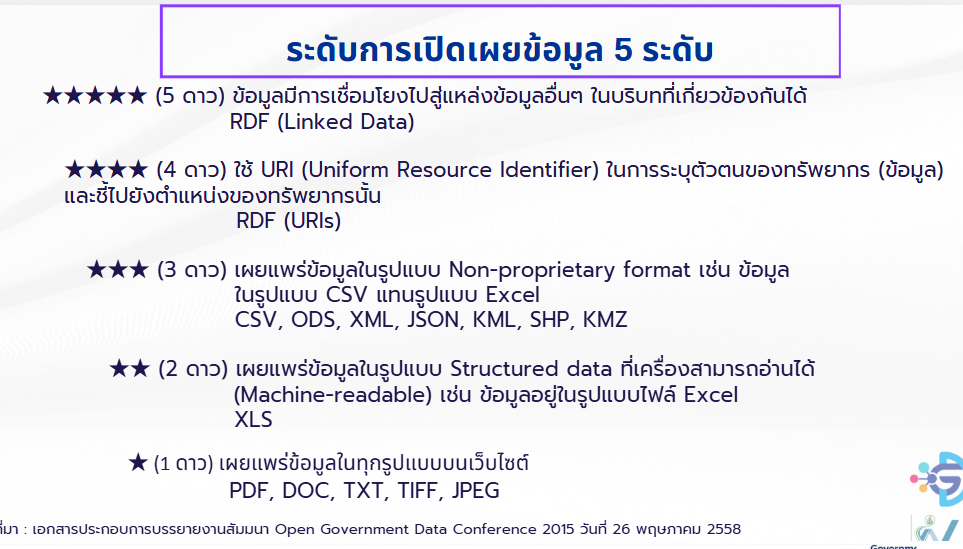 ระดับการเปิดเผยข้อมูล 5 ระดับ
★★★★★ (5 ดาว) ข้อมูลมีการเชื่อมโยงไปสู่แหล่งข้อมูลอื่นๆ ในบริบทที่เกี่ยวข้องกันได้
RDF (Linked Data)
★★★★ (4 ดาว) ใช้ URI (Uniform Resource Identifier) ในการระบุตัวตนของทรัพยากร (ข้อมูล)
และชี้ไปยังตำแหน่งของทรัพยากรนั้น
RDF (URIs)
★★★ (3 ดาว) เผยแพร่ข้อมูลในรูปแบบ Non-proprietary format เช่น ข้อมูล
ในรูปแบบ CSV แทนรูปแบบ Excel
CSV, ODS, XML, JSON, KML, SHP, KMZ
★★ (2 ดาว) เผยแพร่ข้อมูลในรูปแบบ Structured data ที่เครื่องสามารถอ่านได้
(Machine-readable) เช่น ข้อมูลอยู่ในรูปแบบไฟล์ Excel
XLS
★ (1 ดาว) เผยแพร่ข้อมูลในทุกรูปแบบบนเว็บไซต์
PDF, DOC, TXT, TIFF, JPEG
ที่มา : เอกสารประกอบการบรรยายงานสัมมนา Open Government Data Conference 2015 วันที่ 26 พฤษภาคม 2558